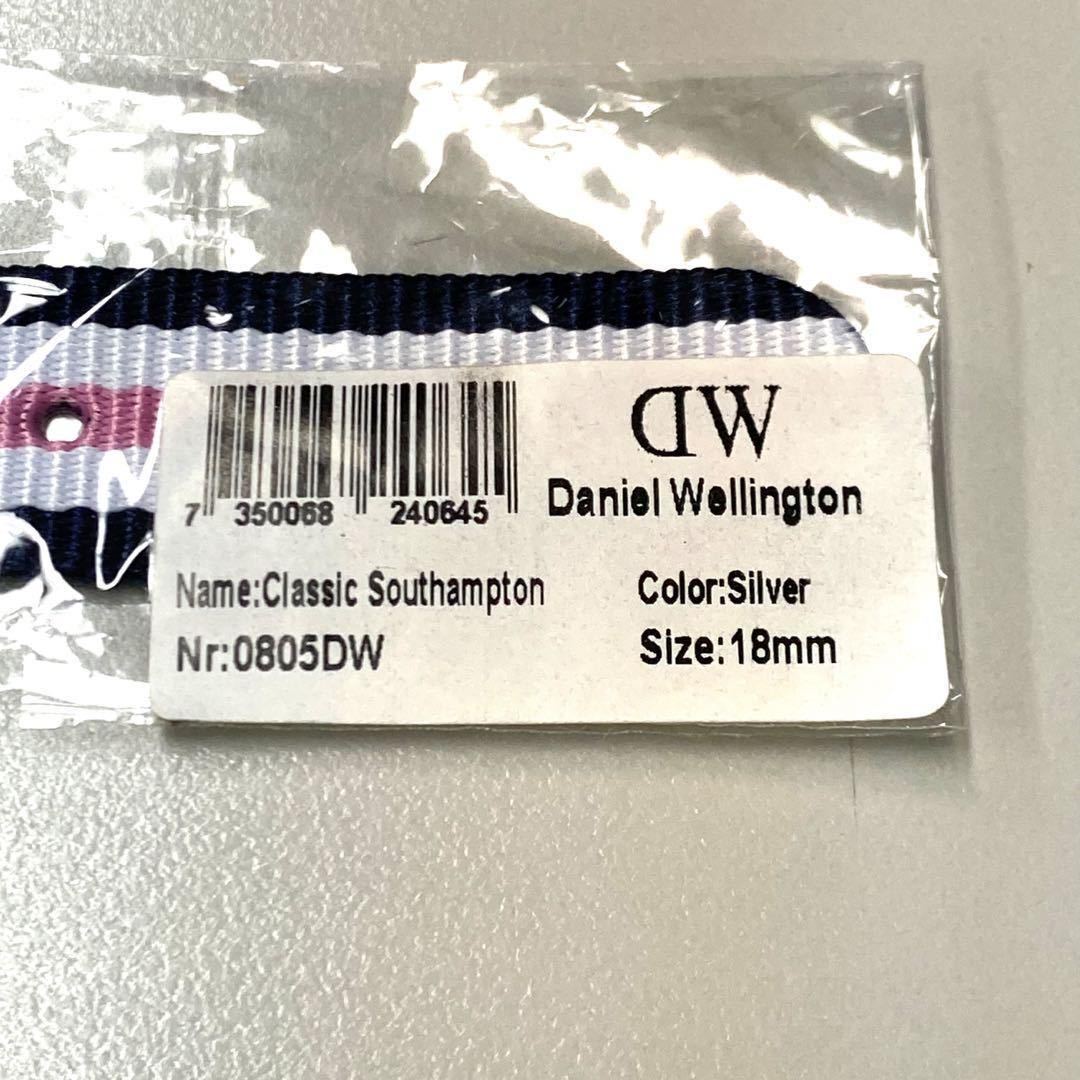 DW
Daniel Wellington
7 350068 240645
Name:Classic Southampton Color:Silver
Nr:0805DW Size:18mm